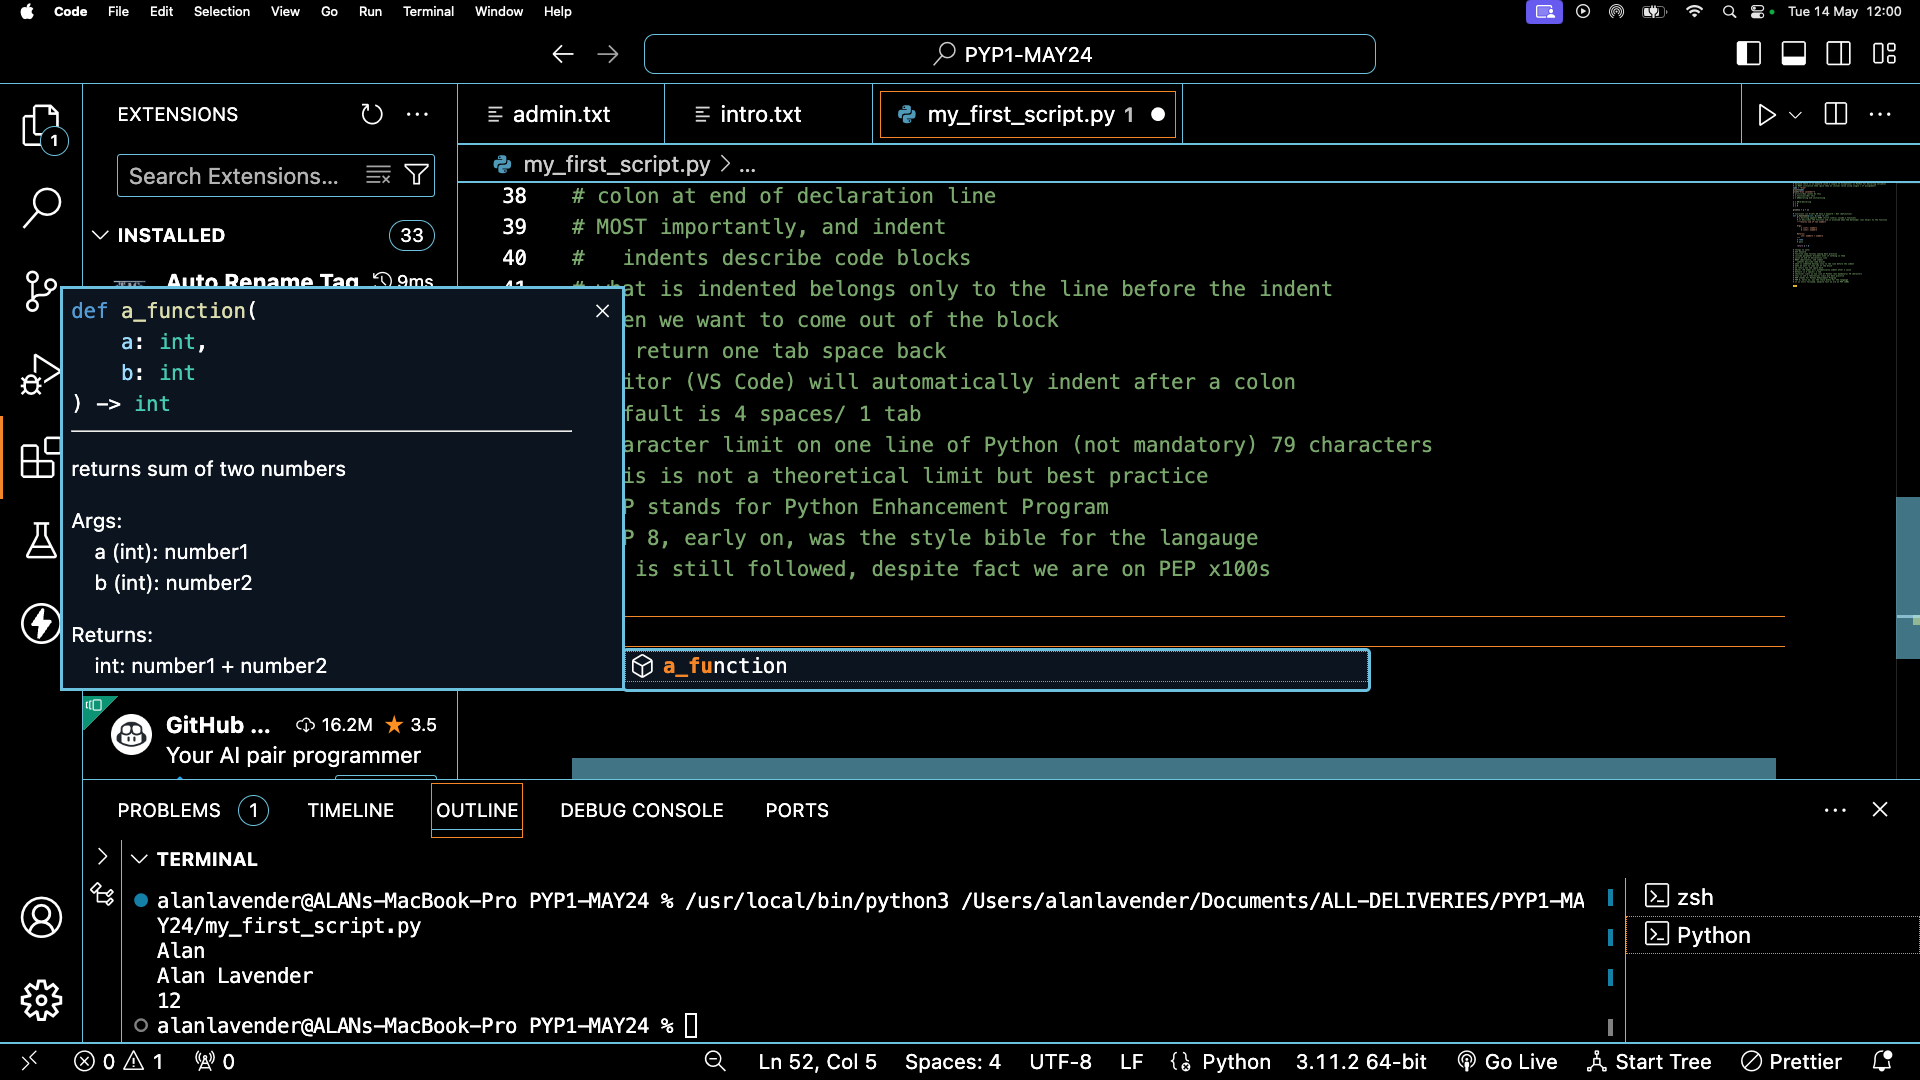 Code File Edit Selection View Go Run Terminal Window Help Tue 14 May 12:00
PYP1-MAY24
EXTENSIONS
admin.txt intro.txt my_first_script.py 1
my_first_script.py > ...
Search Extensions...
INSTALLED 33
Auto Rename Tag 9ms
38 # colon at end of declaration line
39 # MOST importantly, and indent
40 # indents describe code blocks
at is indented belongs only to the line before the indent
en we want to come out of the block
return one tab space back
itor (VS Code) will automatically indent after a colon
fault is 4 spaces/ 1 tab
aracter limit on one line of Python (not mandatory) 79 characters
is is not a theoretical limit but best practice
P stands for Python Enhancement Program
P 8, early on, was the style bible for the langauge
is still followed, despite fact we are on PEP x100s
1
def a_function(
a: int,
b: int
) -> int
returns sum of two numbers
Args:
a (int): number1
b (int): number2
Returns:
int: number1 + number2
a_function
GitHub ... 16.2M 3.5
Your AI pair programmer
PROBLEMS 1 TIMELINE OUTLINE DEBUG CONSOLE PORTS
TERMINAL
alanlavender@ALANs-MacBook-Pro PYP1-MAY24 % /usr/local/bin/python3 /Users/alanlavender/Documents/ALL-DELIVERIES/PYP1-MA
Y24/my_first_script.py
Alan
Alan Lavender
12
alanlavender@ALANs-MacBook-Pro PYP1-MAY24 %
zsh
Python
0 1 0 Ln 52, Col 5 Spaces: 4 UTF-8 LF Python 3.11.2 64-bit Go Live Start Tree Prettier